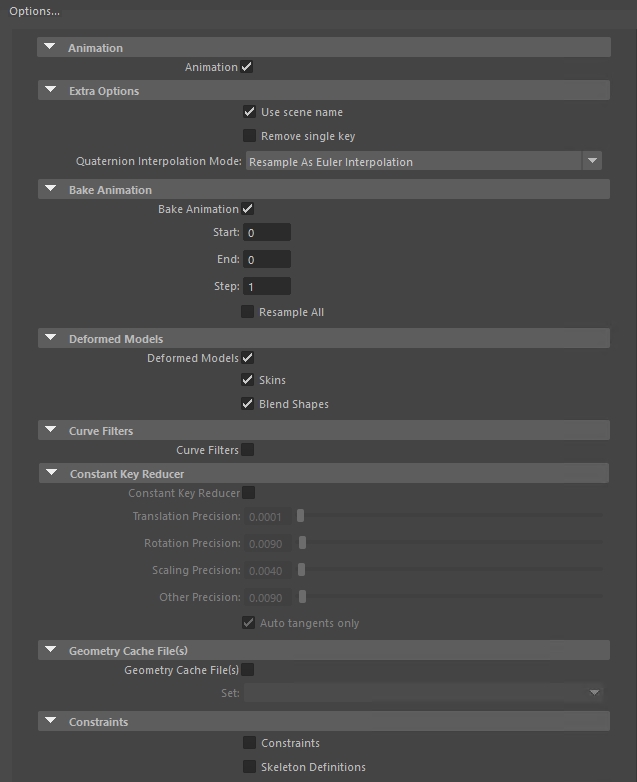 Options...
Animation
Animation
Extra Options
Use scene name
Remove single key
Quaternion Interpolation Mode: Resample As Euler Interpolation
Bake Animation
Bake Animation
Start: 0
End: 0
Step: 1
Resample All
Deformed Models
Deformed Models
Skins
Blend Shapes
Curve Filters
Curve Filters
Constant Key Reducer
Constant Key Reducer
Translation Precision: 0.0001
Rotation Precision: 0.0090
Scaling Precision: 0.0040
Other Precision: 0.0090
Auto tangents only
Geometry Cache File(s)
Geometry Cache File(s)
Set:
Constraints
Constraints
Skeleton Definitions